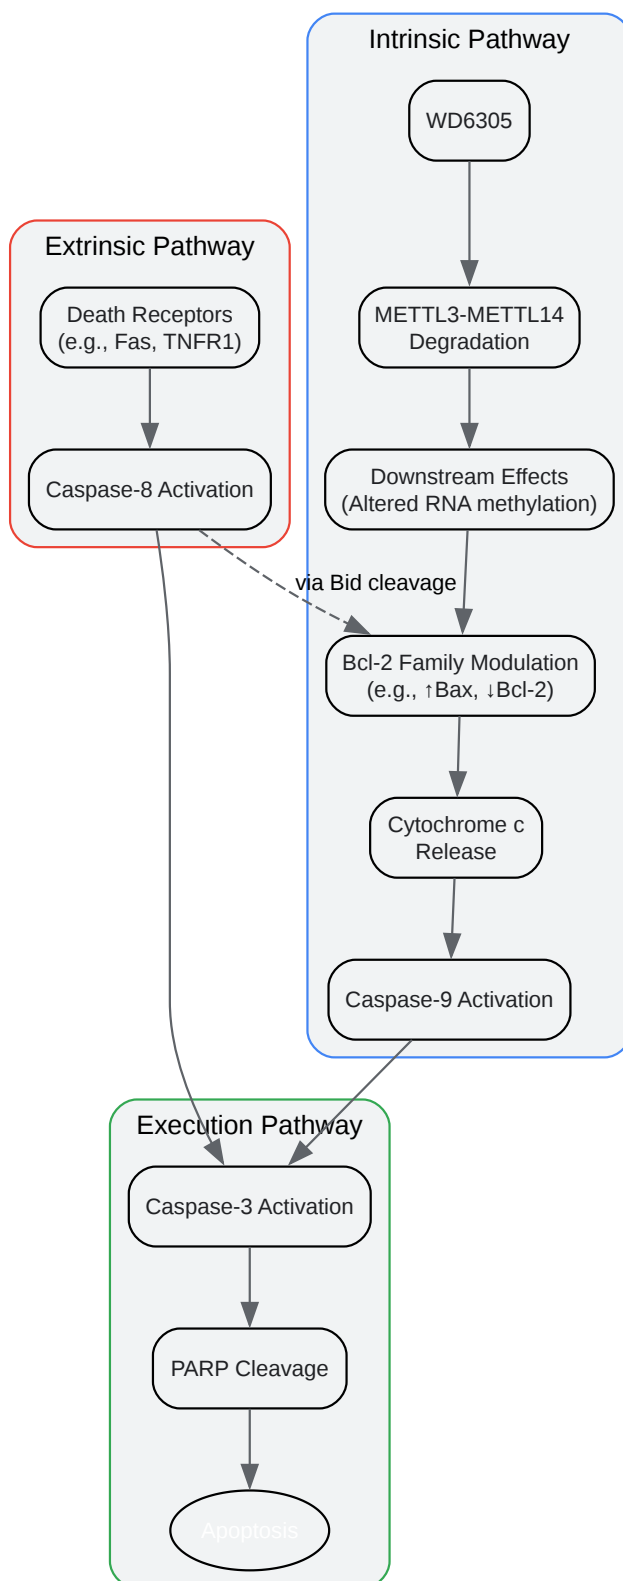 Intrinsic Pathway
WD6305
Extrinsic Pathway
Death Receptors
(e.g., Fas, TNFR1)
METTL3-METTL14
Degradation
Caspase-8 Activation
Downstream Effects
(Altered RNA methylation)
via Bid cleavage
Bcl-2 Family Modulation
(e.g., ↑Bax, ↓Bcl-2)
Cytochrome c
Release
Caspase-9 Activation
Execution Pathway
Caspase-3 Activation
PARP Cleavage
Apoptosis